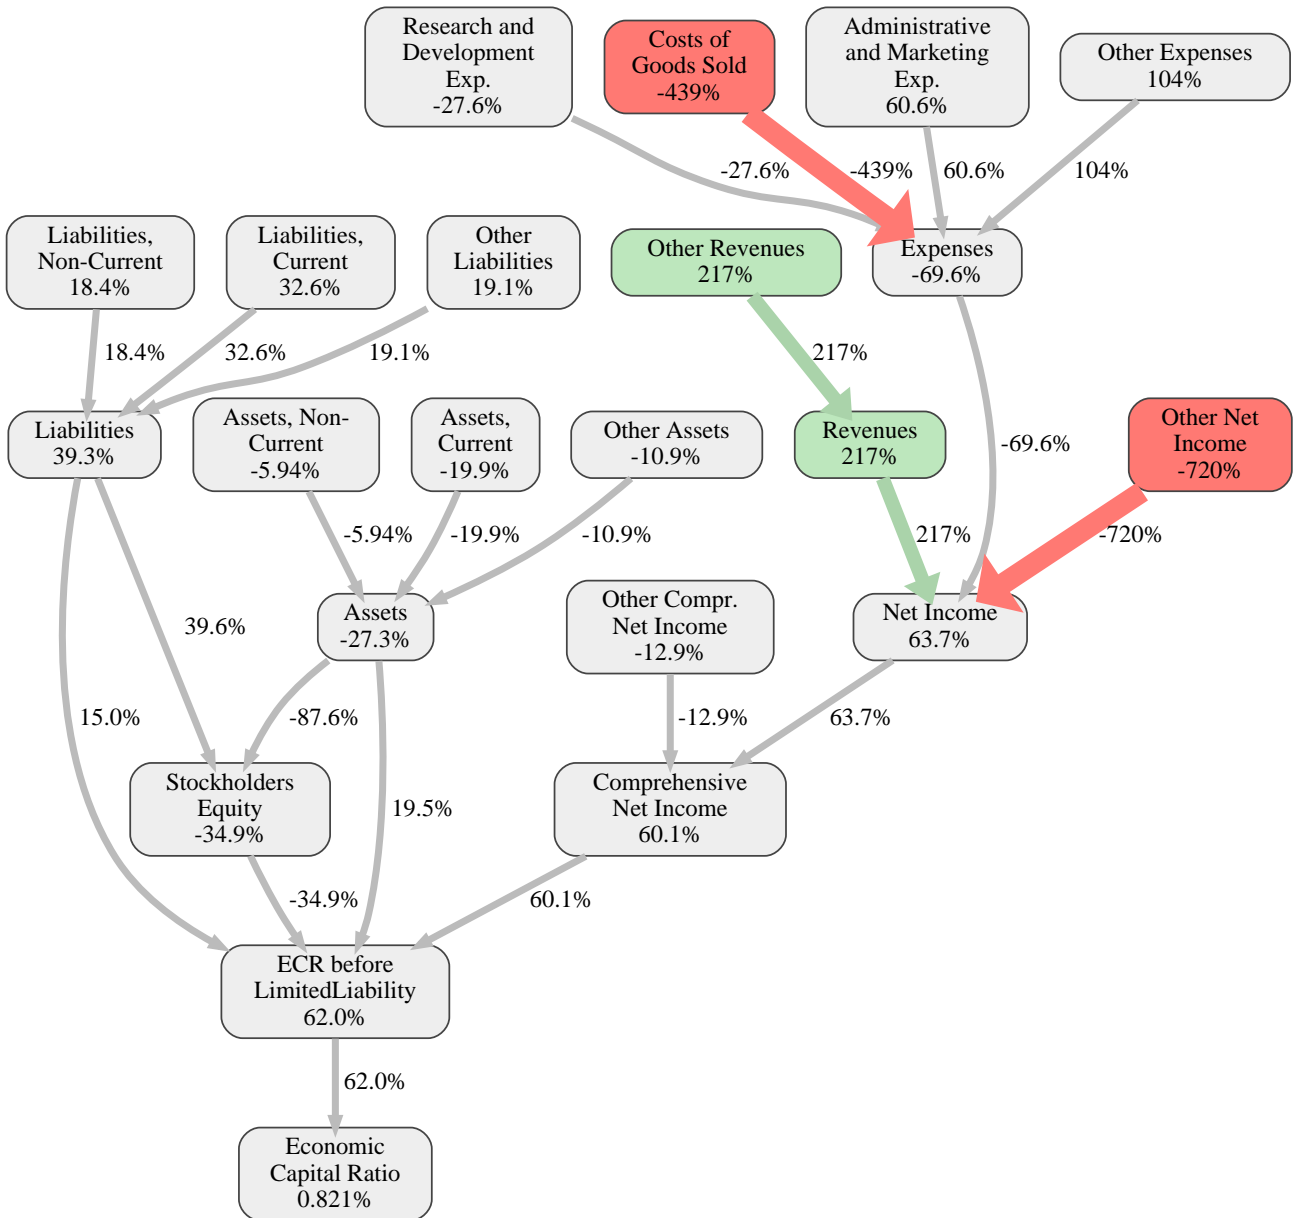 Research and
Development
Exp.
-27.6%
Costs of
Goods Sold
-439%
Administrative
and Marketing
Exp.
60.6%
Other Expenses
104%
-27.6%
-439%
60.6%
104%
Liabilities,
Non-Current
18.4%
Liabilities,
Current
32.6%
Other
Liabilities
19.1%
Other Revenues
217%
Expenses
-69.6%
18.4%
32.6%
19.1%
217%
Liabilities
39.3%
Assets, Non-
Current
-5.94%
Assets,
Current
-19.9%
Other Assets
-10.9%
Revenues
217%
-69.6%
Other Net
Income
-720%
-5.94%
-19.9%
-10.9%
217%
-720%
39.6%
Assets
-27.3%
Other Compr.
Net Income
-12.9%
Net Income
63.7%
15.0%
-87.6%
-12.9%
63.7%
Stockholders
Equity
-34.9%
19.5%
Comprehensive
Net Income
60.1%
-34.9%
60.1%
ECR before
LimitedLiability
62.0%
62.0%
Economic
Capital Ratio
0.821%